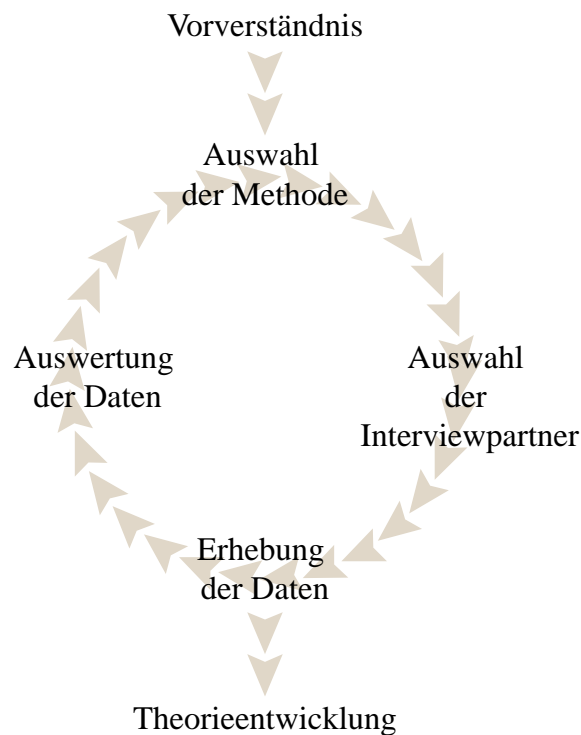 Vorverständnis
Auswahl
der Methode
Auswertung
der Daten
Auswahl
der
Interviewpartner
Erhebung
der Daten
Theorieentwicklung